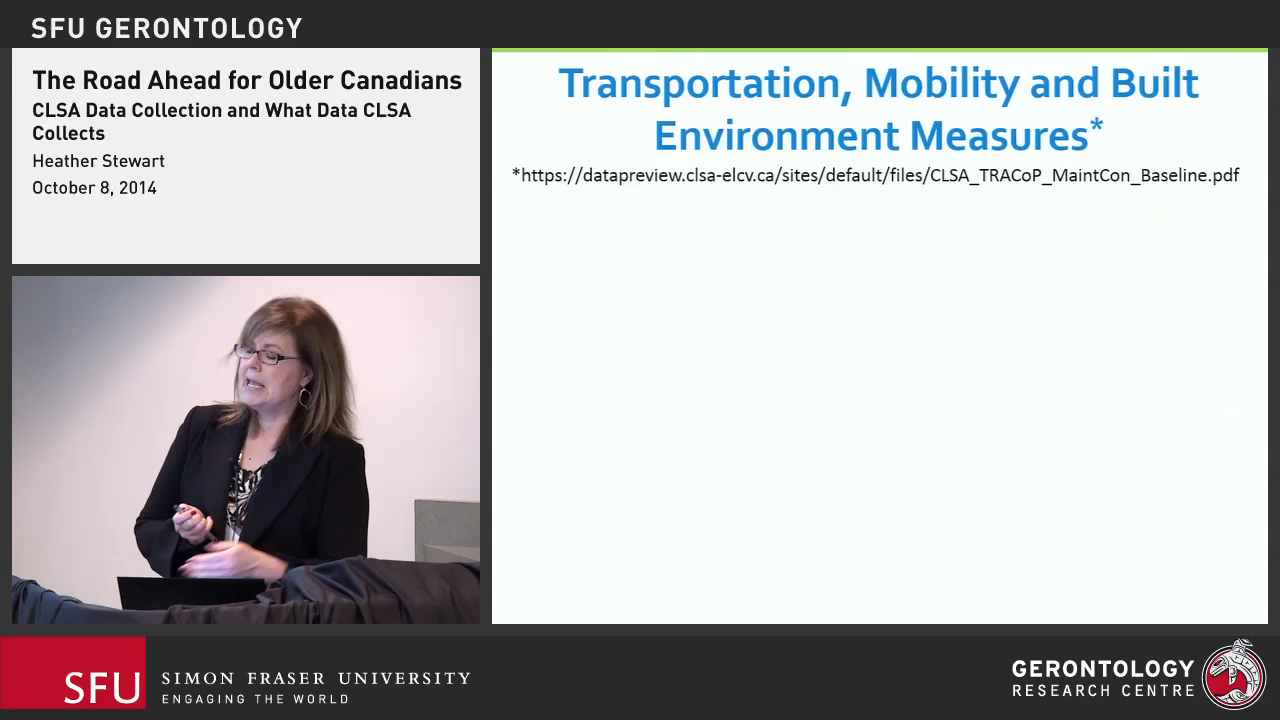 SFU GERONTOLOGY
The Road Ahead for Older Canadians
CLSA Data Collection and What Data CLSA
Collects
Heather Stewart
October 8, 2014
Transportation, Mobility and Built
Environment Measures*
*https://datapreview.clsa-elcv.ca/sites/default/files/CLSA_TRACoP_MaintCon_Baseline.pdf
SFU
SIMON FRASER UNIVERSITY
ENGAGING THE WORLD
GERONTOLOGY
RESEARCH CENTRE